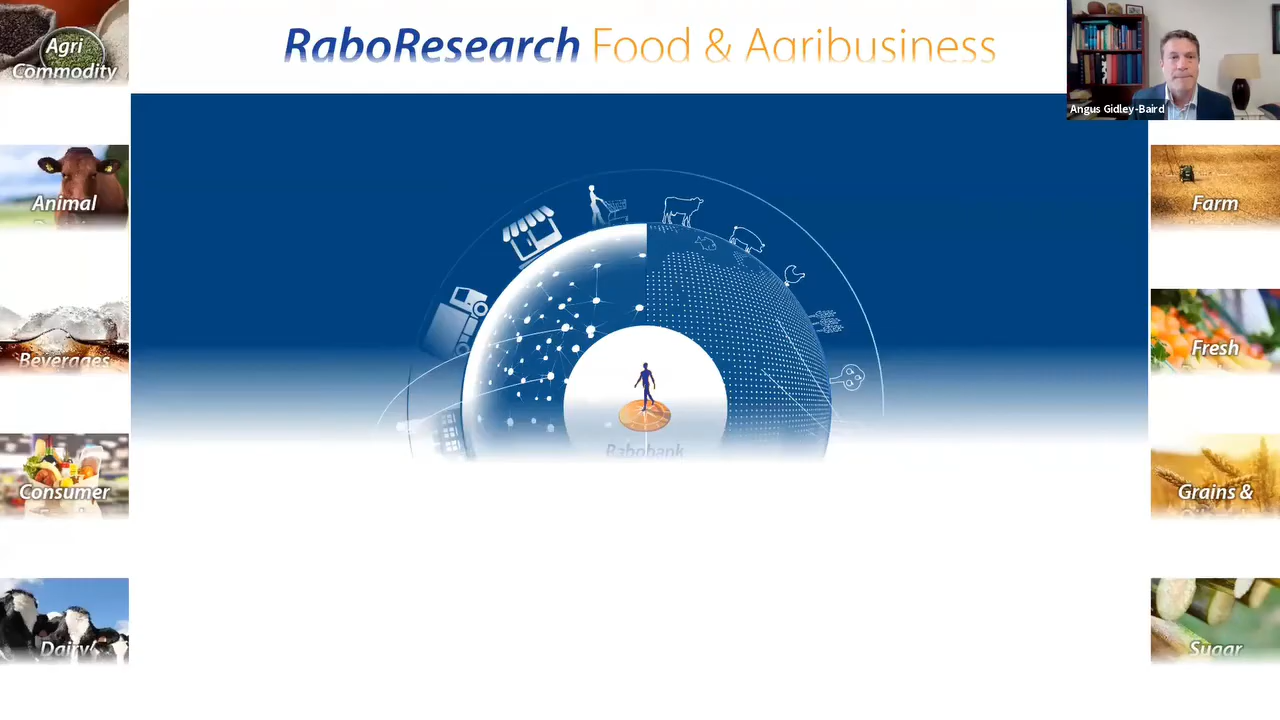 RaboResearch Food & Agribusiness
Angus Gidley-Baird
Agri
Commodity
Animal
Beverages
Consumer
Dairy
Rabobank
Farm
Fresh
Grains &
Sugar